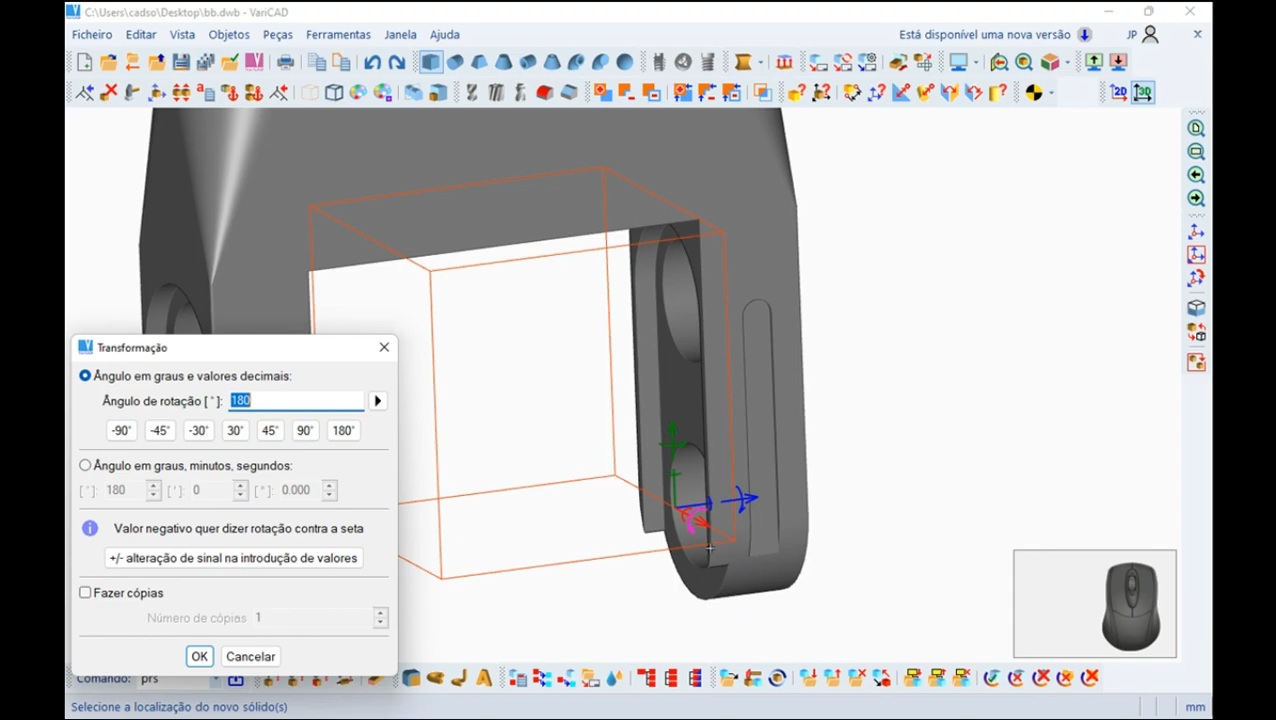 C:\Users\cadso\Desktop\bb.dwb - VariCAD
Ficheiro Editar Vista Objetos Peças Ferramentas Janela Ajuda Está disponível uma nova versão JP
2D 3D
Transformação
Ângulo em graus e valores decimais:
Ângulo de rotação [°]: 180
-90° -45° -30° 30° 45° 90° 180°
Ângulo em graus, minutos, segundos:
[°]: 180 [']: 0 ["]: 0.000
Valor negativo quer dizer rotação contra a seta
+/- alteração de sinal na introdução de valores
Fazer cópias
Número de cópias 1
OK Cancelar
Comando: prs
Selecione a localização do novo sólido(s) mm